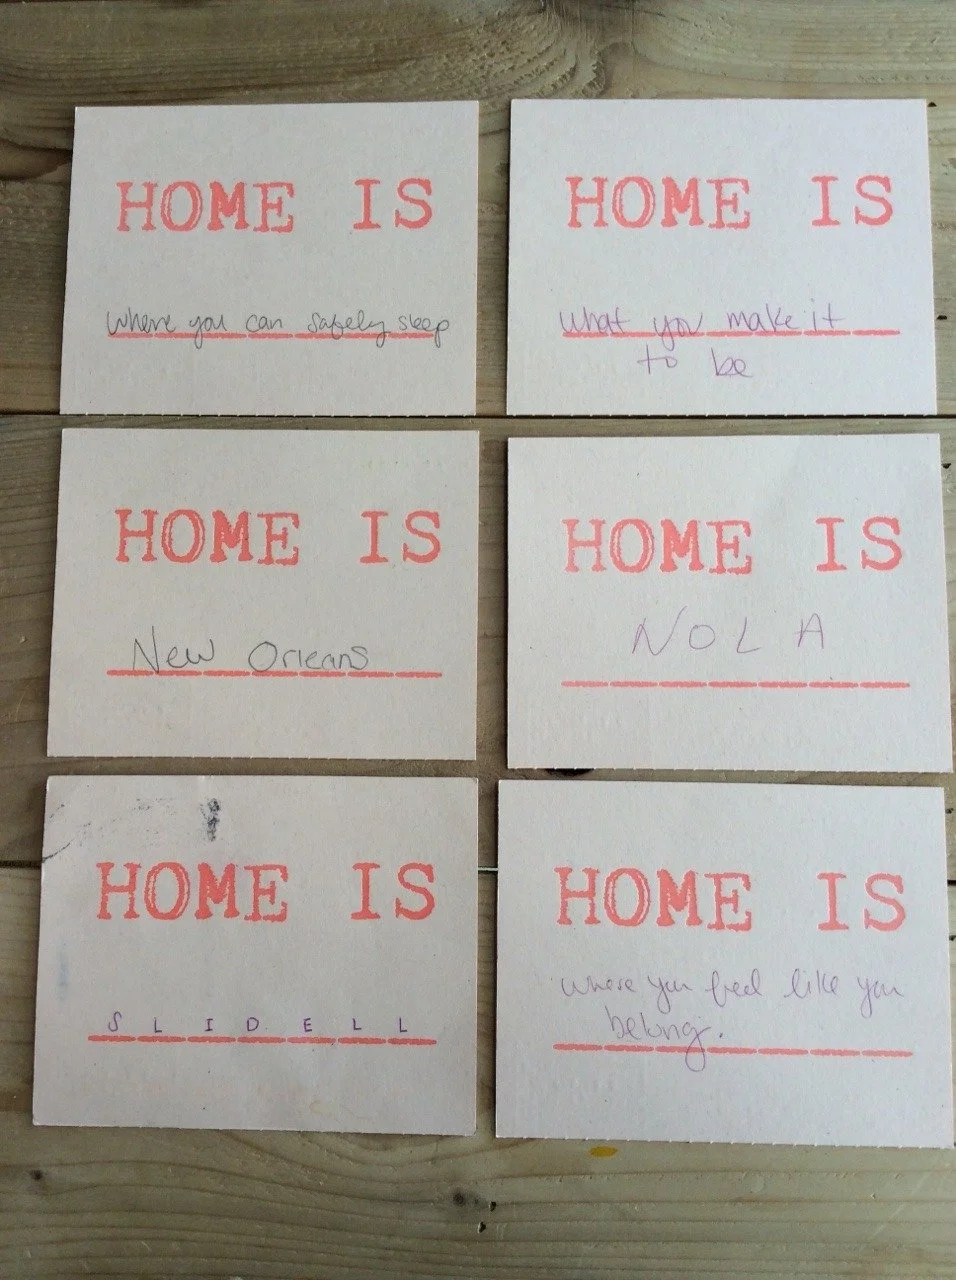 HOME IS
where you can safely sleep
HOME IS
what you make it
to be
HOME IS
New Orleans
HOME IS
NOLA
HOME IS
SLIDELL
HOME IS
where you feel like you
belong.